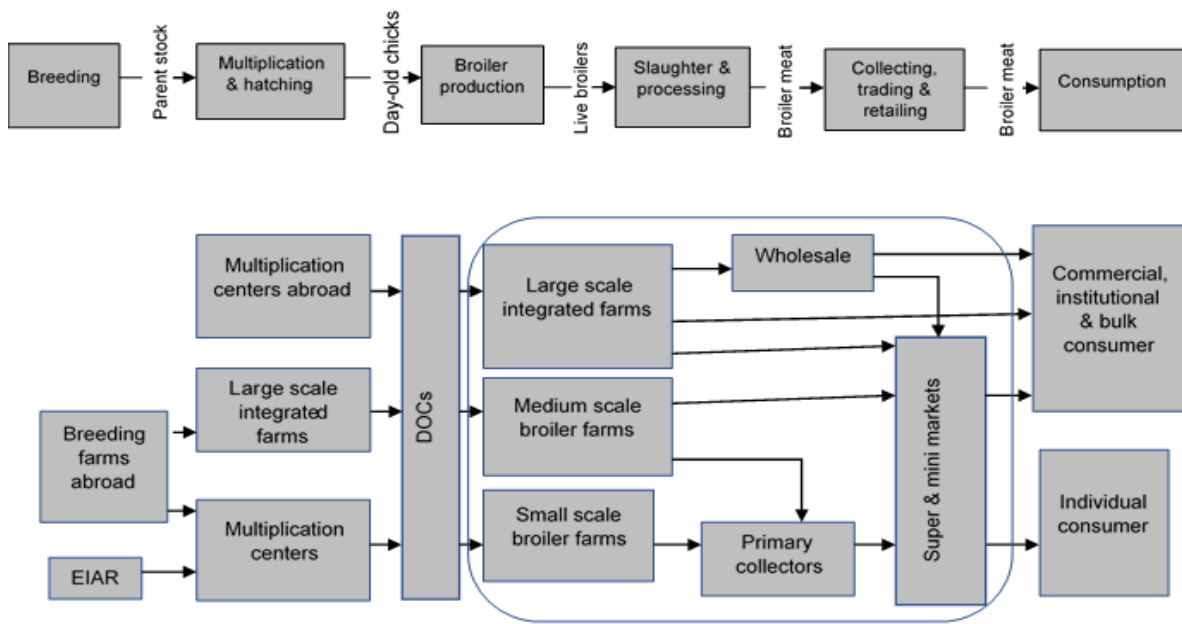 Breeding
Parent stock
Multiplication
& hatching
Day-old chicks
Broiler
production
Live broilers
Slaughter &
processing
Broiler meat
Collecting,
trading &
retailing
Broiler meat
Consumption
Multiplication
centers abroad
Large scale
integrated
farms
Breeding
farms
abroad
Multiplication
centers
EIAR
DOCs
Large scale
integrated farms
Medium scale
broiler farms
Small scale
broiler farms
Wholesale
Primary
collectors
Super & mini markets
Commercial,
institutional
& bulk
consumer
Individual
consumer